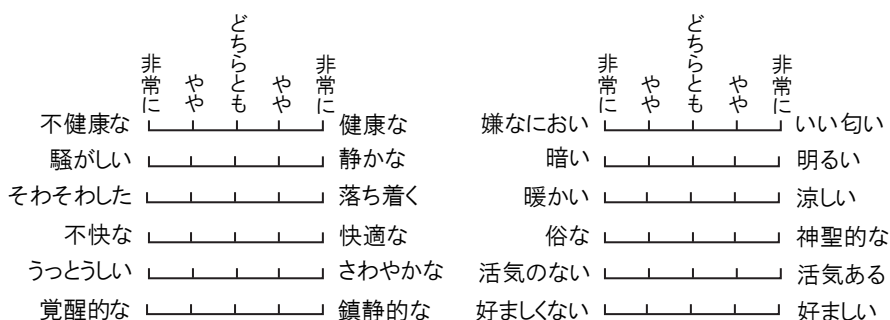 非常に やや どちらとも やや 非常に
不健康な 健康な
騒がしい 静かな
そわそわした 落ち着く
不快な 快適な
うっとうしい さわやかな
覚醒的な 鎮静的な
非常に やや どちらとも やや 非常に
嫌なにおい いい匂い
暗い 明るい
暖かい 涼しい
俗な 神聖的な
活気のない 活気ある
好ましくない 好ましい